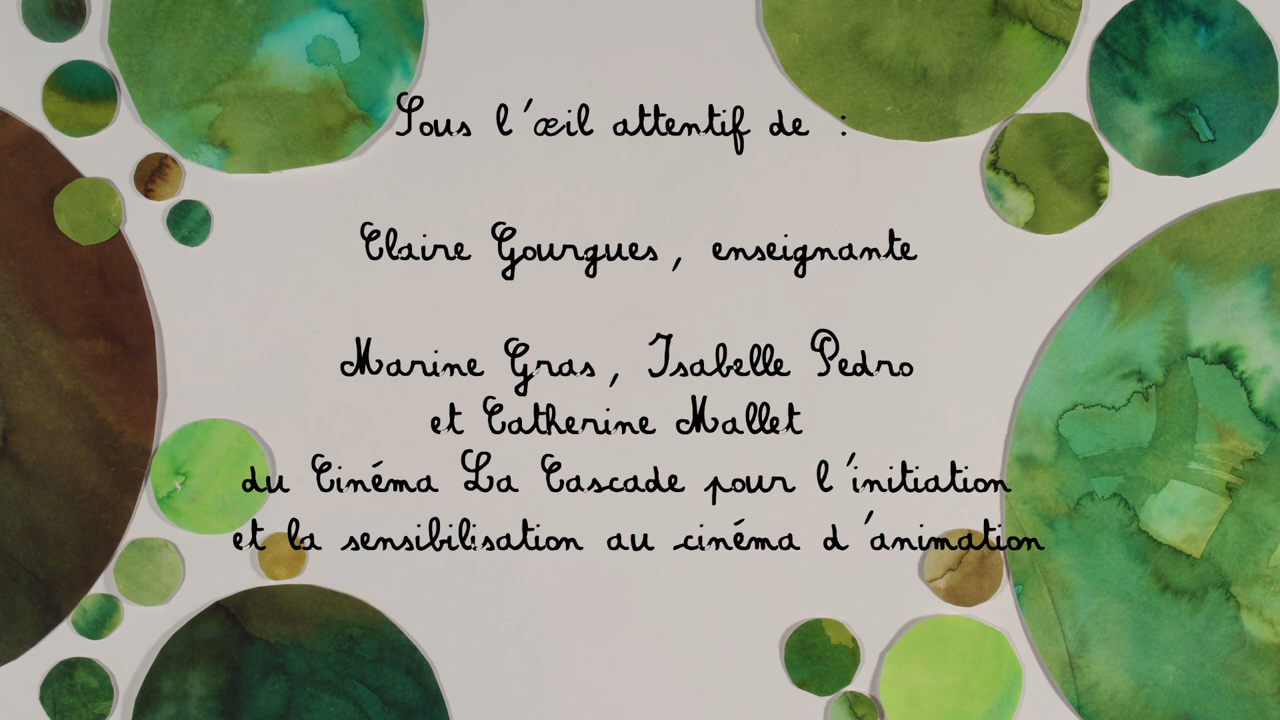 Sous l'œil attentif de :
Claire Gourgues, enseignante
Marine Gras, Isabelle Pedro
et Catherine Mallet
du Cinéma La Cascade pour l'initiation
et la sensibilisation au cinéma d'animation